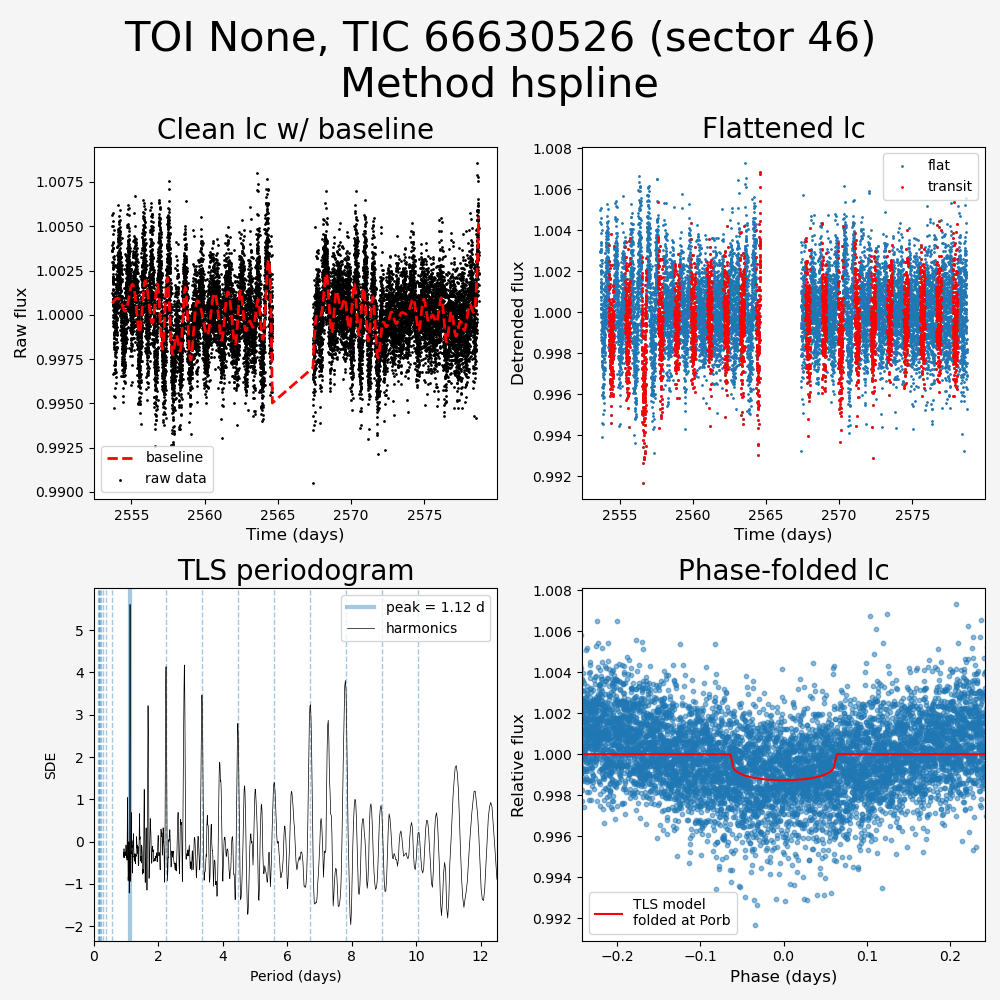 TOI None, TIC 66630526 (sector 46)
Method hspline
Clean lc w/ baseline
Raw flux
1.0075
1.0050
1.0025
1.0000
0.9975
0.9950
0.9925
0.9900
baseline
raw data
2555
2560
2565
2570
2575
Time (days)
Flattened lc
Detrended flux
1.008
1.006
1.004
1.002
1.000
0.998
0.996
0.994
0.992
flat
transit
2555
2560
2565
2570
2575
Time (days)
TLS periodogram
SDE
5
4
3
2
1
0
−1
−2
peak = 1.12 d
harmonics
0
2
4
6
8
10
12
Period (days)
Phase-folded lc
Relative flux
1.008
1.006
1.004
1.002
1.000
0.998
0.996
0.994
0.992
TLS model
folded at Porb
−0.2
−0.1
0.0
0.1
0.2
Phase (days)